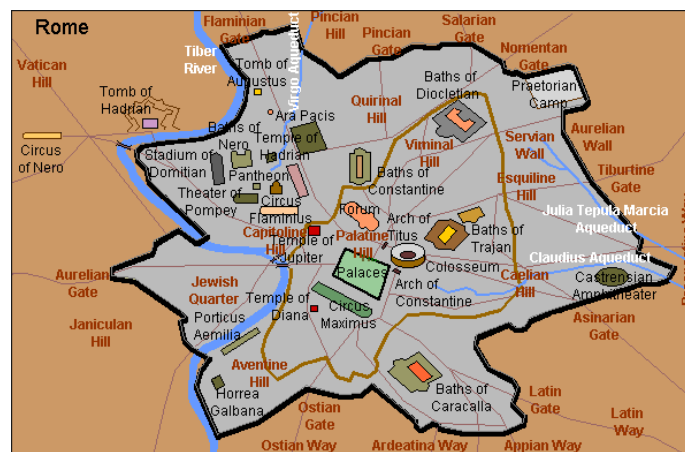 Rome
Flaminian
Gate
Pincian
Hill
Pincian
Gate
Salarian
Gate
Nomentan
Gate
Vatican
Hill
Tiber
River
Virgo Aqueduct
Tomb of
Augustus
Tomb of
Hadrian
Ara Pacis
Quirinal
Hill
Baths of
Diocletian
Praetorian
Camp
Circus
of Nero
Baths of
Nero
Temple of
Hadrian
Viminal
Hill
Servian
Wall
Aurelian
Wall
Stadium of
Domitian
Pantheon
Baths of
Constantine
Esquiline
Hill
Tiburtine
Gate
Theater of
Pompey
Circus
Flaminius
Forum
Arch of
Titus
Baths of
Trajan
Julia Tepula Marcia
Aqueduct
Capitoline
Hill
Temple of
Jupiter
Palatine
Hill
Palaces
Colosseum
Claudius Aqueduct
Aurelian
Gate
Jewish
Quarter
Arch of
Constantine
Caelian
Hill
Castrensian
Amphitheater
Temple of
Diana
Circus
Maximus
Asinarian
Gate
Janiculan
Hill
Porticus
Aemilia
Aventine
Hill
Horrea
Galbana
Baths of
Caracalla
Latin
Gate
Latin
Way
Ostian
Gate
Ostian Way
Ardeatina Way
Appian Way